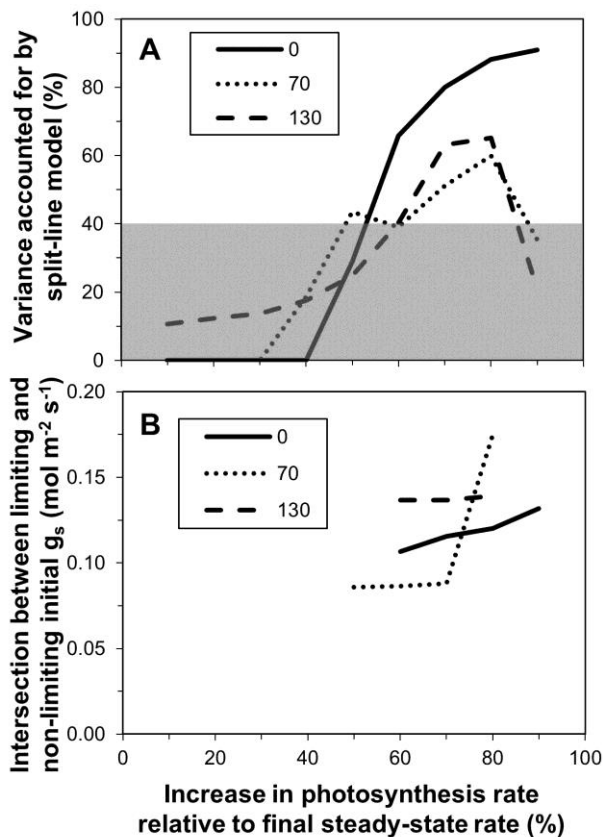 Variance accounted for by
split-line model (%)
100
80
60
40
20
0
A
0
70
130
Intersection between limiting and
non-limiting initial gs (mol m-2 s-1)
0.20
0.15
0.10
0.05
0.00
B
0
70
130
0 20 40 60 80 100
Increase in photosynthesis rate
relative to final steady-state rate (%)